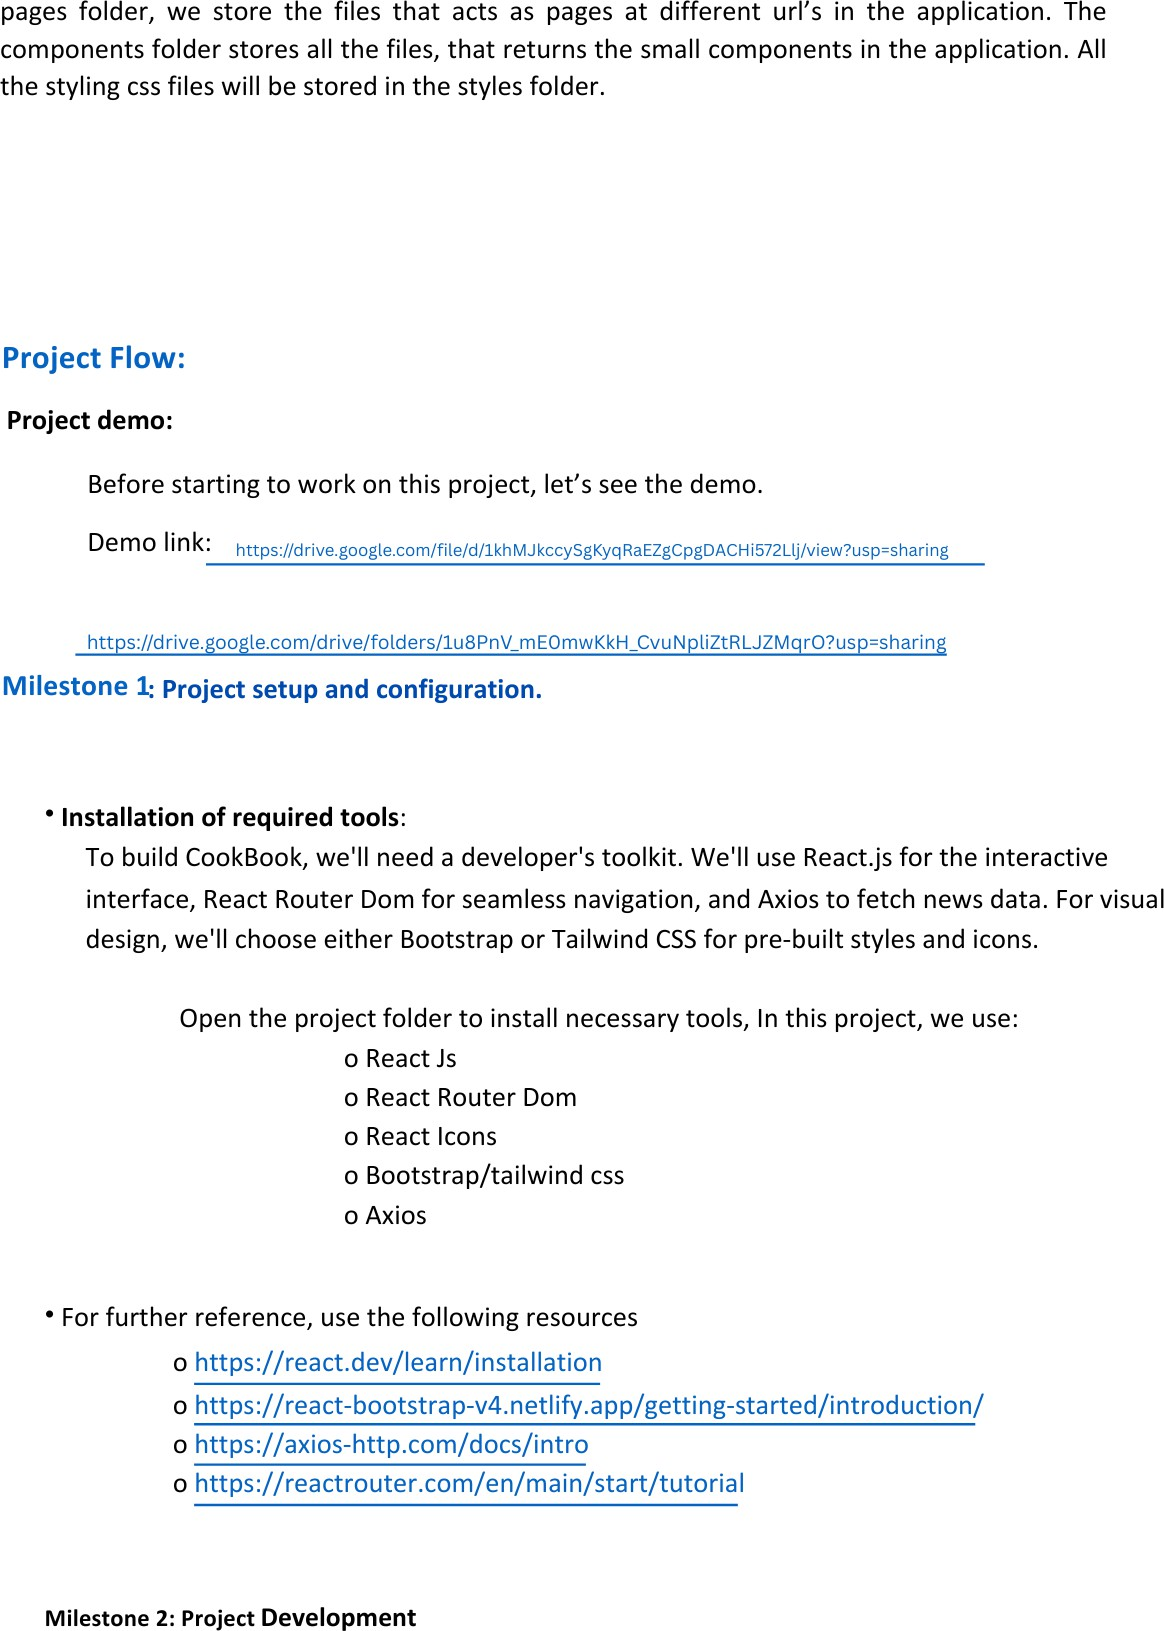 pages folder, we store the files that acts as pages at different url’s in the application. The
components folder stores all the files, that returns the small components in the application. All
the styling css files will be stored in the styles folder.
Project Flow:
Project demo:
Before starting to work on this project, let’s see the demo.
Demo link: https://drive.google.com/file/d/1khMJkccySgKyqRaEZgCpgDACHi572Llj/view?usp=sharing
https://drive.google.com/drive/folders/1u8PnV_mE0mwKkH_CvuNpliZtRLJZMqrO?usp=sharing
Milestone 1: Project setup and configuration.
• Installation of required tools:
To build CookBook, we'll need a developer's toolkit. We'll use React.js for the interactive
interface, React Router Dom for seamless navigation, and Axios to fetch news data. For visual
design, we'll choose either Bootstrap or Tailwind CSS for pre-built styles and icons.
Open the project folder to install necessary tools, In this project, we use:
o React Js
o React Router Dom
o React Icons
o Bootstrap/tailwind css
o Axios
• For further reference, use the following resources
o https://react.dev/learn/installation
o https://react-bootstrap-v4.netlify.app/getting-started/introduction/
o https://axios-http.com/docs/intro
o https://reactrouter.com/en/main/start/tutorial
Milestone 2: Project Development